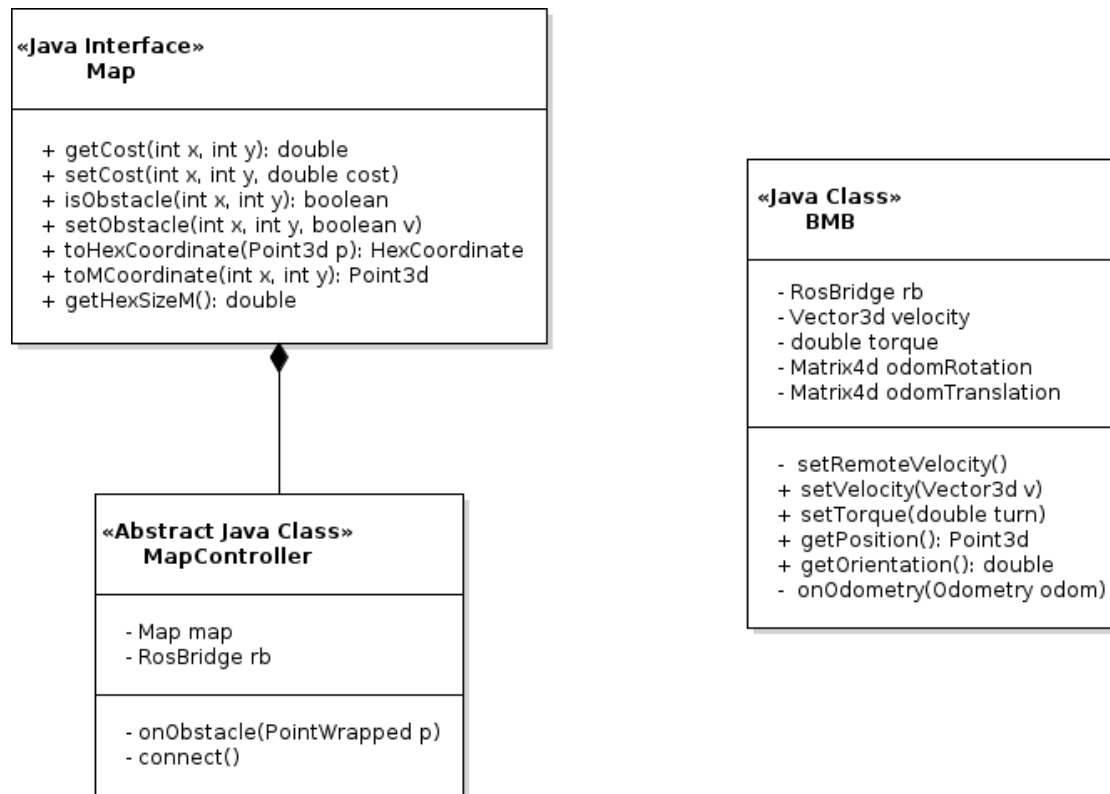 «Java Interface»
Map
+ getCost(int x, int y): double
+ setCost(int x, int y, double cost)
+ isObstacle(int x, int y): boolean
+ setObstacle(int x, int y, boolean v)
+ toHexCoordinate(Point3d p): HexCoordinate
+ toMCoordinate(int x, int y): Point3d
+ getHexSizeM(): double
«Abstract Java Class»
MapController
- Map map
- RosBridge rb
- onObstacle(PointWrapped p)
- connect()
«Java Class»
BMB
- RosBridge rb
- Vector3d velocity
- double torque
- Matrix4d odomRotation
- Matrix4d odomTranslation
- setRemoteVelocity()
+ setVelocity(Vector3d v)
+ setTorque(double turn)
+ getPosition(): Point3d
+ getOrientation(): double
- onOdometry(Odometry odom)